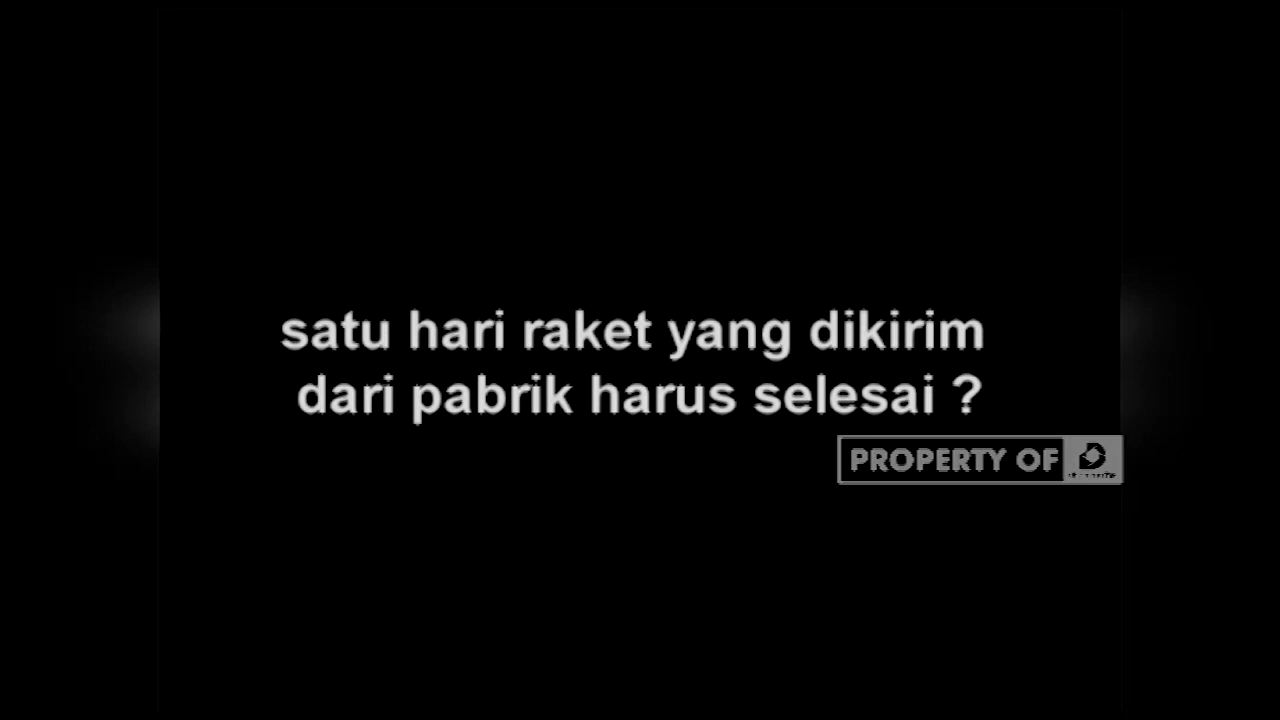 satu hari raket yang dikirim
dari pabrik harus selesai ?
PROPERTY OF